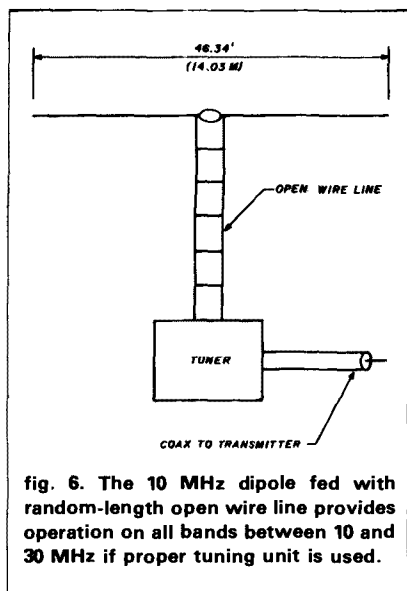 46.34'
(14.03 M)
OPEN WIRE LINE
TUNER
COAX TO TRANSMITTER
fig. 6. The 10 MHz dipole fed with
random-length open wire line provides
operation on all bands between 10 and
30 MHz if proper tuning unit is used.